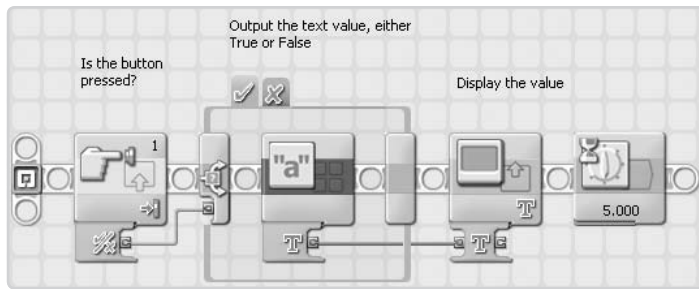 Output the text value, either
True or False
Is the button
pressed?
Display the value
1
"a"
T
5.000
T
T